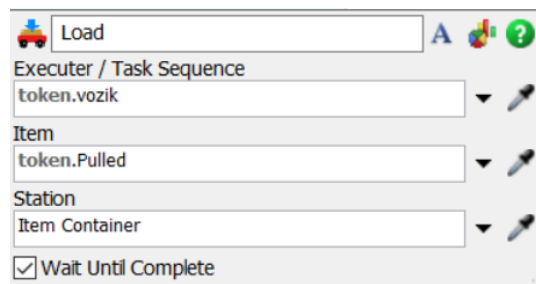 Load A ?
Executer / Task Sequence
token.vozik
Item
token.Pulled
Station
Item Container
Wait Until Complete